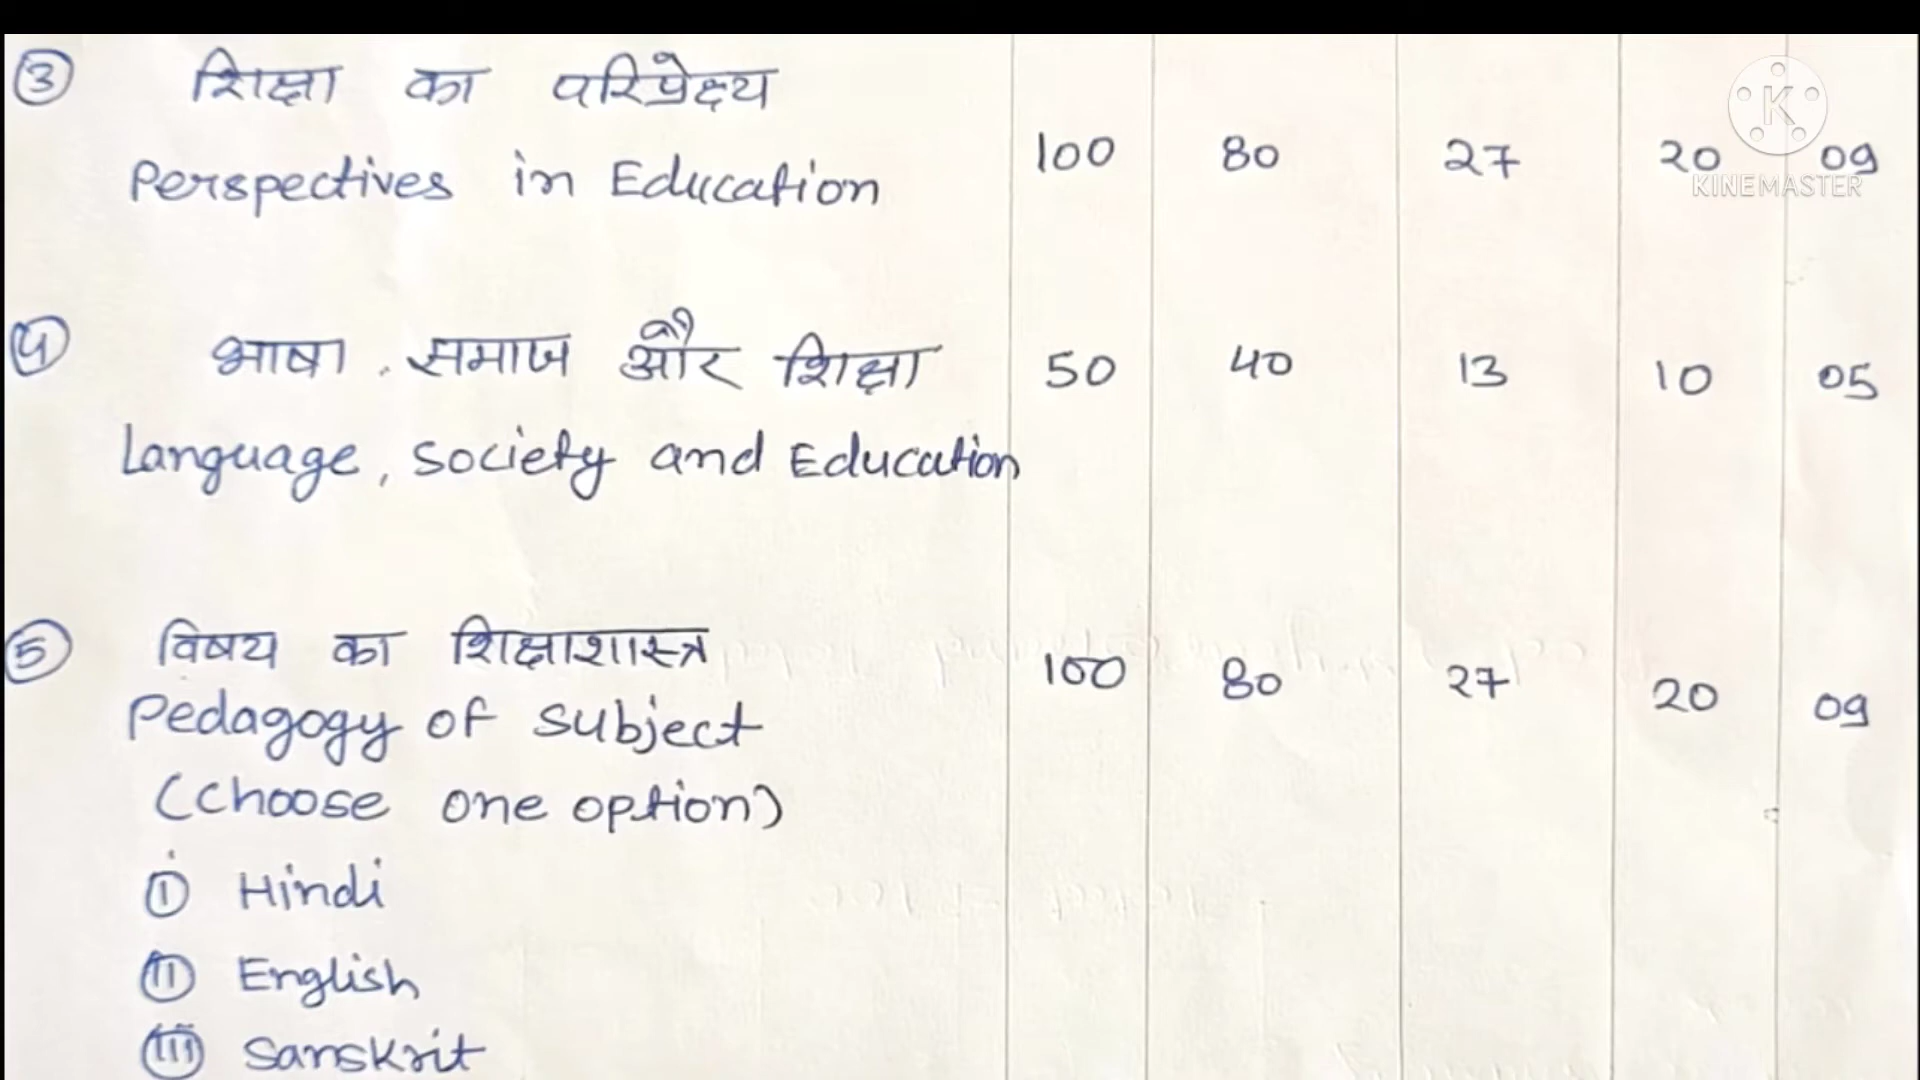 ③ शिक्षा का परिप्रेक्ष्य
Perspectives in Education 100 80 27 20 09
K
KINEMASTER
④ भाषा, समाज और शिक्षा 50 40 13 10 05
Language, Society and Education
⑤ विषय का शिक्षाशास्त्र 100 80 27 20 09
Pedagogy of subject
(choose one option)
Ⓘ Hindi
ⒾⒾ English
ⒾⒾⒾ Sanskrit